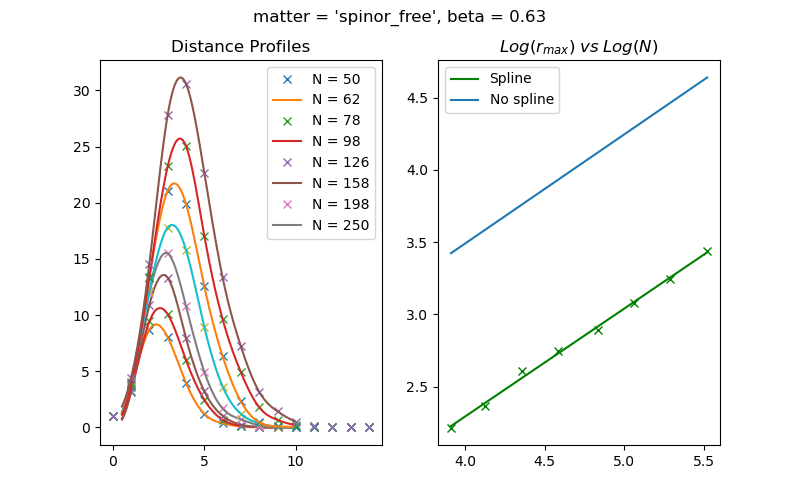 matter = 'spinor_free', beta = 0.63
Distance Profiles
N = 50
N = 62
N = 78
N = 98
N = 126
N = 158
N = 198
N = 250
30
25
20
15
10
5
0
0 5 10
Log(r_max) vs Log(N)
Spline
No spline
4.5
4.0
3.5
3.0
2.5
4.0 4.5 5.0 5.5